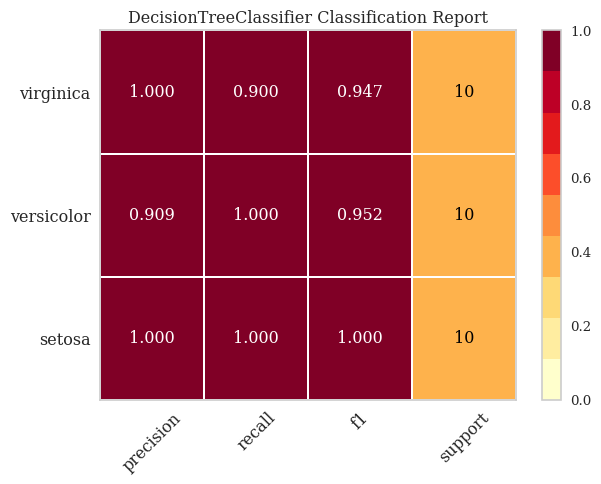 DecisionTreeClassifier Classification Report
virginica 1.000 0.900 0.947 10
versicolor 0.909 1.000 0.952 10
setosa 1.000 1.000 1.000 10
precision recall f1 support
1.0
0.8
0.6
0.4
0.2
0.0